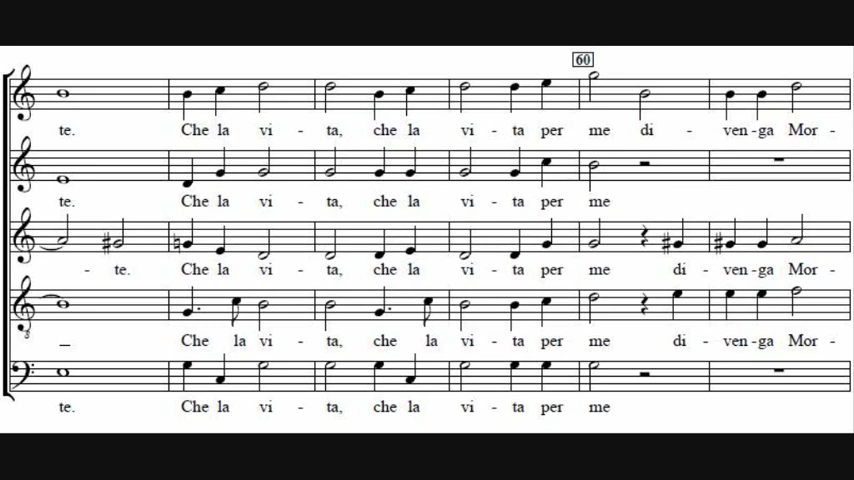 60
te. Che la vi - ta, che la vi - ta per me di - ven - ga Mor -
te. Che la vi - ta, che la vi - ta per me
- te. Che la vi - ta, che la vi - ta per me di - ven - ga Mor -
8
_ Che la vi - ta, che la vi - ta per me di - ven - ga Mor -
te. Che la vi - ta, che la vi - ta per me